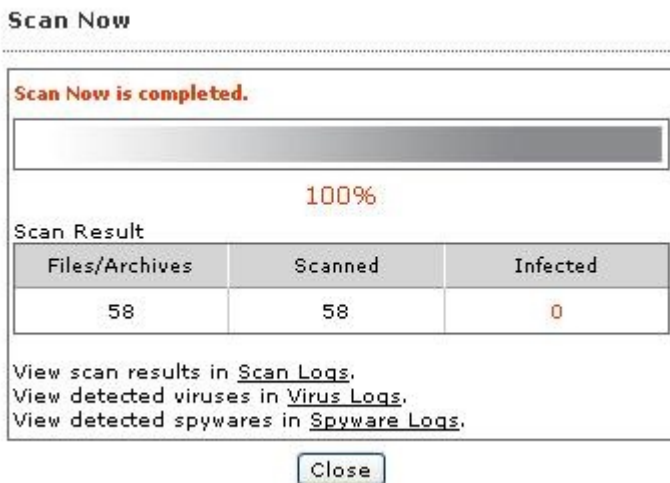 Scan Now
Scan Now is completed.
100%
Scan Result
Files/Archives Scanned Infected
58 58 0
View scan results in Scan Logs.
View detected viruses in Virus Logs.
View detected spywares in Spyware Logs.
Close